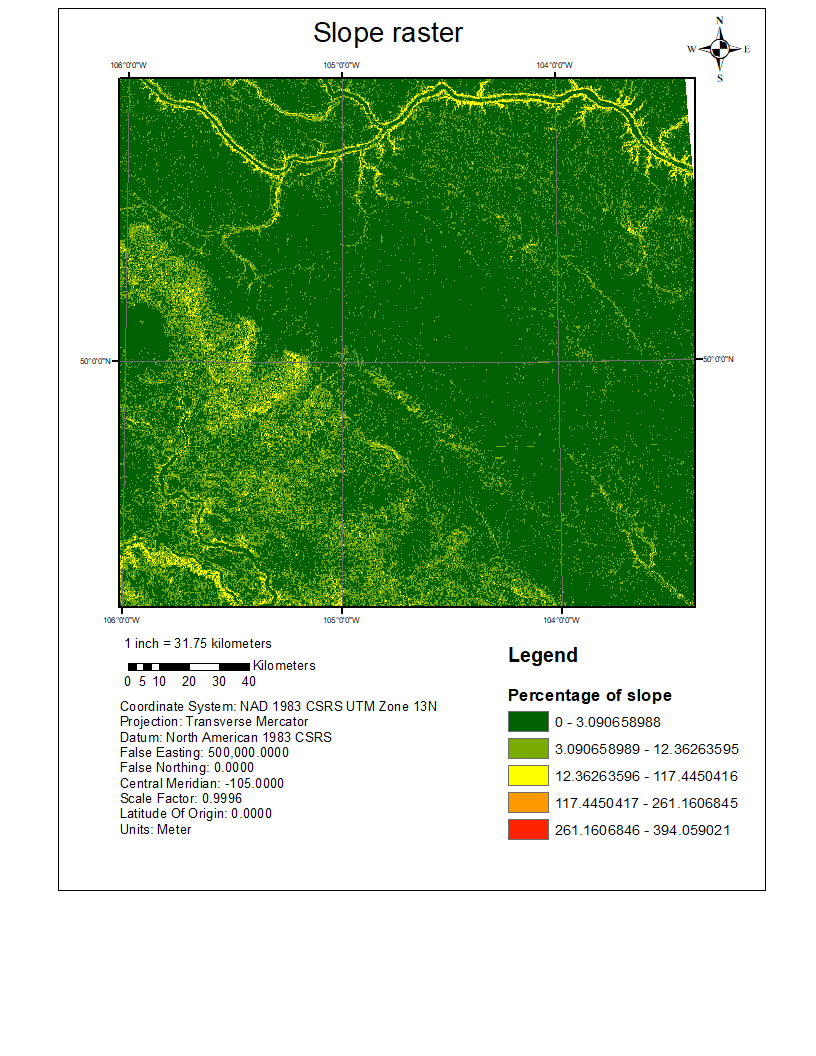 Slope raster
N
W E
S
106°0'0"W 105°0'0"W 104°0'0"W
50°0'0"N 50°0'0"N
106°0'0"W 105°0'0"W 104°0'0"W
1 inch = 31.75 kilometers
Kilometers
0 5 10 20 30 40
Coordinate System: NAD 1983 CSRS UTM Zone 13N
Projection: Transverse Mercator
Datum: North American 1983 CSRS
False Easting: 500,000.0000
False Northing: 0.0000
Central Meridian: -105.0000
Scale Factor: 0.9996
Latitude Of Origin: 0.0000
Units: Meter
Legend
Percentage of slope
0 - 3.090658988
3.090658989 - 12.36263595
12.36263596 - 117.4450416
117.4450417 - 261.1606845
261.1606846 - 394.059021